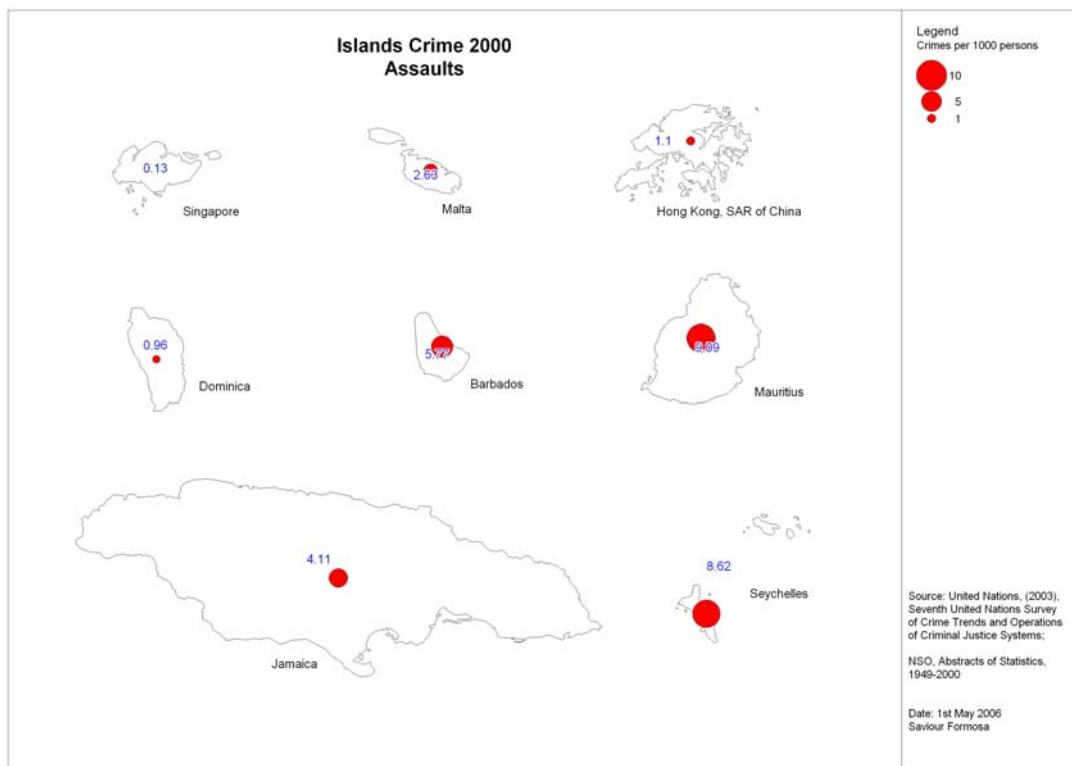 Islands Crime 2000
Assaults
0.13
Singapore
2.63
Malta
1.1
Hong Kong, SAR of China
0.96
Dominica
5.77
Barbados
9.09
Mauritius
4.11
Jamaica
8.62
Seychelles
Legend
Crimes per 1000 persons
10
5
1
Source: United Nations, (2003),
Seventh United Nations Survey
of Crime Trends and Operations
of Criminal Justice Systems;
NSO, Abstracts of Statistics,
1949-2000
Date: 1st May 2006
Saviour Formosa